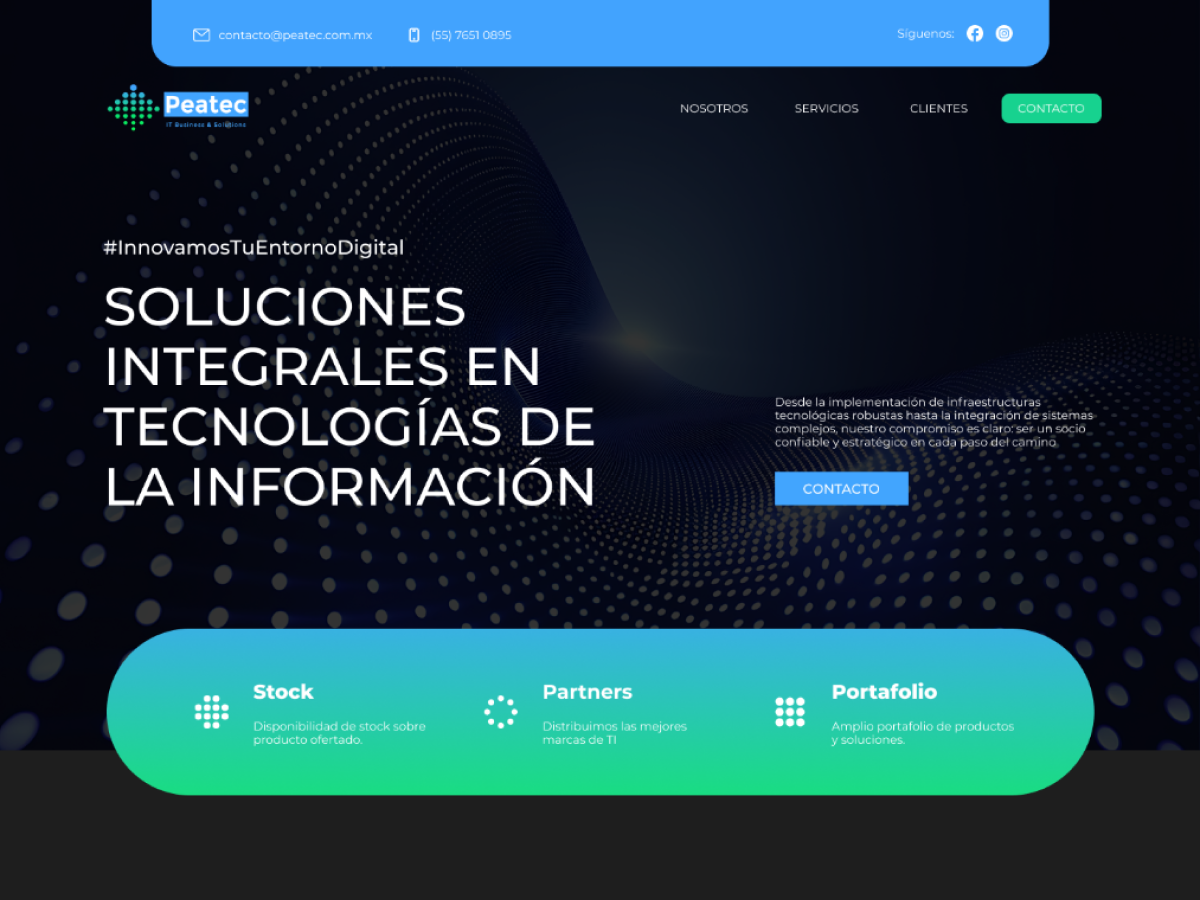 contacto@peatec.com.mx
(55) 7651 0895
Siguenos:
Peatec
IT Business & Solutions
NOSOTROS
SERVICIOS
CLIENTES
CONTACTO
#InnovamosTuEntornoDigital
SOLUCIONES
INTEGRALES EN
TECNOLOGÍAS DE
LA INFORMACIÓN
Desde la implementación de infraestructuras
tecnológicas robustas hasta la integración de sistemas
complejos, nuestro compromiso es claro: ser un socio
confiable y estratégico en cada paso del camino
CONTACTO
Stock
Disponibilidad de stock sobre
producto ofertado.
Partners
Distribuimos las mejores
marcas de TI
Portafolio
Amplio portafolio de productos
y soluciones.